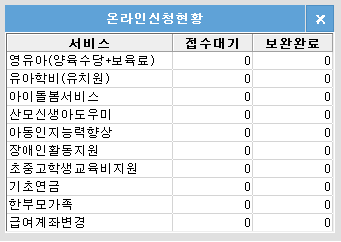 온라인신청현황
서비스 접수대기 보완완료
영유아(양육수당+보육료) 0 0
유아학비(유치원) 0 0
아이돌봄서비스 0 0
산모신생아도우미 0 0
아동인지능력향상 0 0
장애인활동지원 0 0
초중고학생교육비지원 0 0
기초연금 0 0
한부모가족 0 0
급여계좌변경 0 0